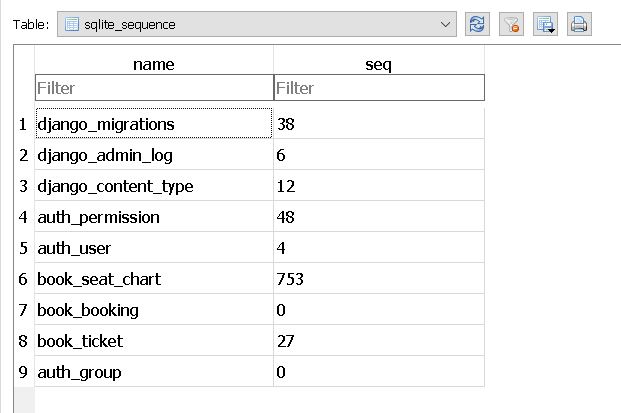 Table: sqlite_sequence
name seq
Filter Filter
1 django_migrations 38
2 django_admin_log 6
3 django_content_type 12
4 auth_permission 48
5 auth_user 4
6 book_seat_chart 753
7 book_booking 0
8 book_ticket 27
9 auth_group 0